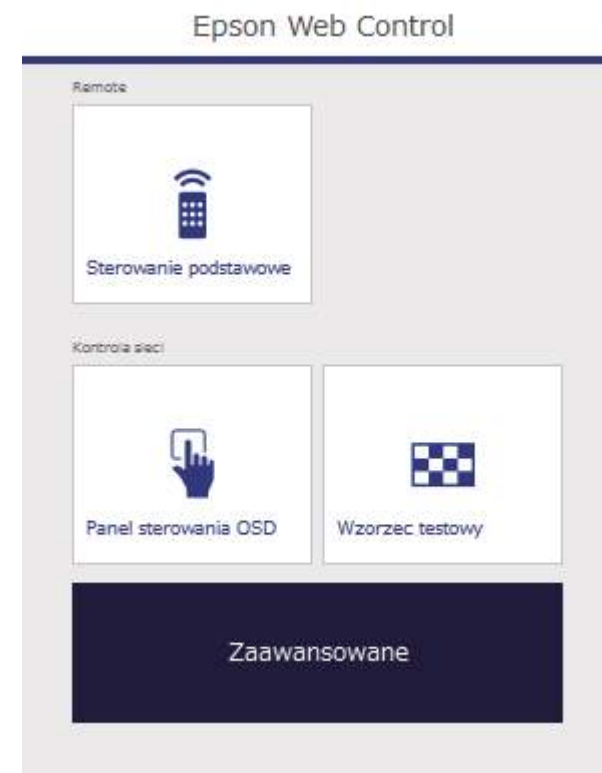 Epson Web Control
Remote
Sterowanie podstawowe
Kontrola sieci
Panel sterowania OSD
Wzorzec testowy
Zaawansowane